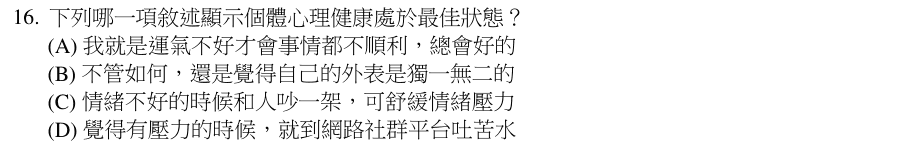 16. 下列哪一項敘述顯示個體心理健康處於最佳狀態？
(A) 我就是運氣不好才會事情都不順利，總會好的
(B) 不管如何，還是覺得自己的外表是獨一無二的
(C) 情緒不好的時候和人吵一架，可舒緩情緒壓力
(D) 覺得有壓力的時候，就到網路社群平台吐苦水